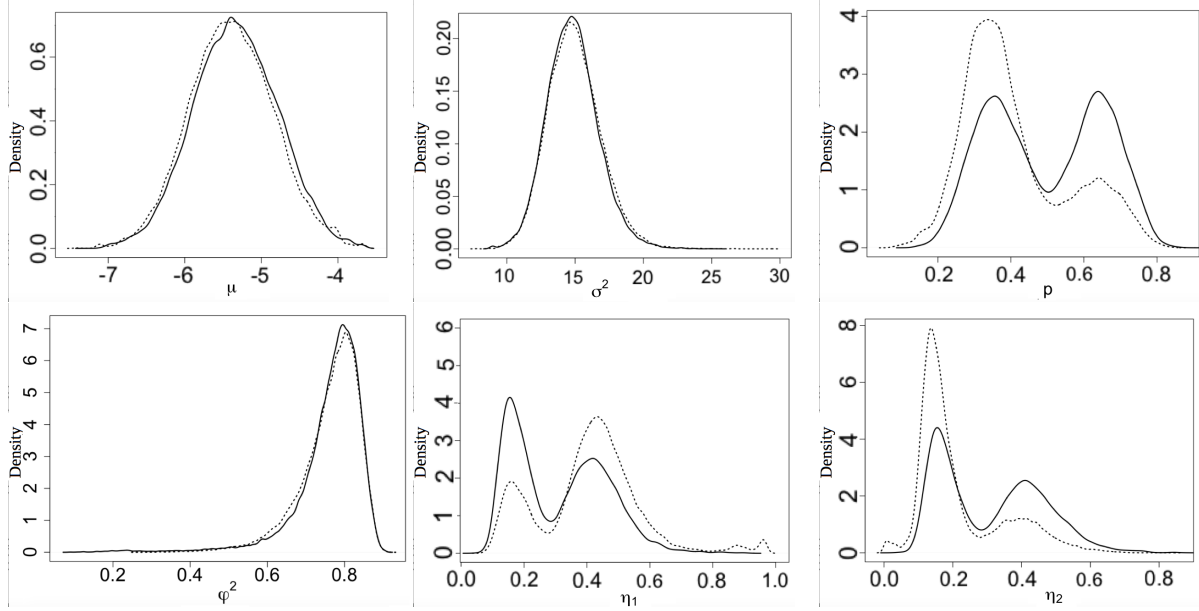 Density
0.0 0.2 0.4 0.6
-7 -6 -5 -4
μ
Density
0.00 0.05 0.10 0.15 0.20
10 15 20 25 30
σ²
Density
0 1 2 3 4
0.2 0.4 0.6 0.8
p
Density
0 1 2 3 4 5 6 7
0.2 0.4 0.6 0.8
φ²
Density
0 1 2 3 4 5 6
0.0 0.2 0.4 0.6 0.8 1.0
η₁
Density
0 2 4 6 8
0.0 0.2 0.4 0.6 0.8
η₂